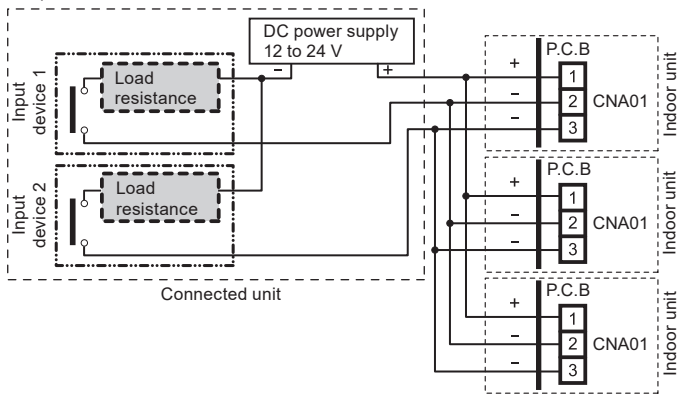 DC power supply
12 to 24 V
−
+
Input
device 1
Load
resistance
Input
device 2
Load
resistance
Connected unit
P.C.B
+
−
−
1
2
3
CNA01
Indoor unit
P.C.B
+
−
−
1
2
3
CNA01
Indoor unit
P.C.B
+
−
−
1
2
3
CNA01
Indoor unit